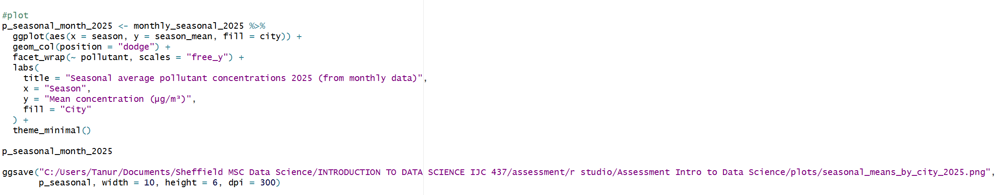 #plot
p_seasonal_month_2025 <- monthly_seasonal_2025 %>%
  ggplot(aes(x = season, y = season_mean, fill = city)) +
  geom_col(position = "dodge") +
  facet_wrap(~ pollutant, scales = "free_y") +
  labs(
    title = "Seasonal average pollutant concentrations 2025 (from monthly data)",
    x = "Season",
    y = "Mean concentration (µg/m³)",
    fill = "City"
  ) +
  theme_minimal()

p_seasonal_month_2025

ggsave("C:/Users/Tanur/Documents/Sheffield MSC Data Science/INTRODUCTION TO DATA SCIENCE IJC 437/assessment/r studio/Assessment Intro to Data Science/plots/seasonal_means_by_city_2025.png",
       p_seasonal, width = 10, height = 6, dpi = 300)